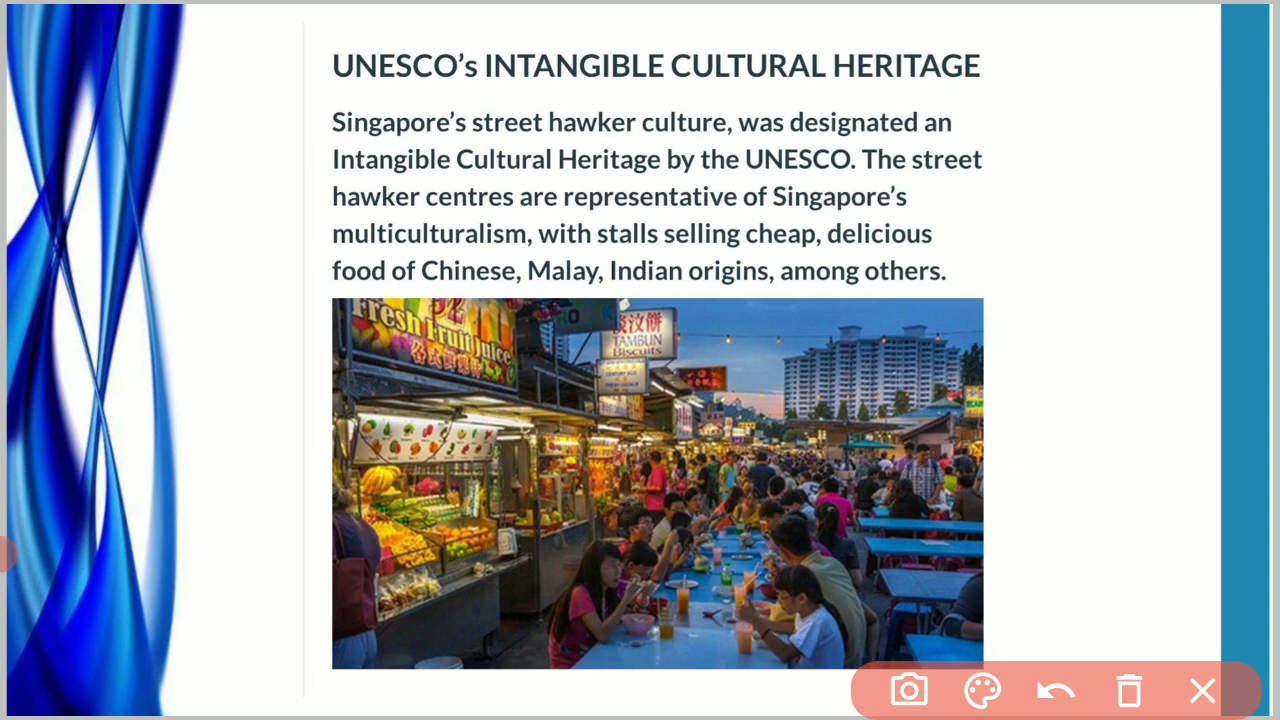 UNESCO’s INTANGIBLE CULTURAL HERITAGE
Singapore’s street hawker culture, was designated an
Intangible Cultural Heritage by the UNESCO. The street
hawker centres are representative of Singapore’s
multiculturalism, with stalls selling cheap, delicious
food of Chinese, Malay, Indian origins, among others.
92
Fresh Fruit Juice
TAMBUN
Biscuits